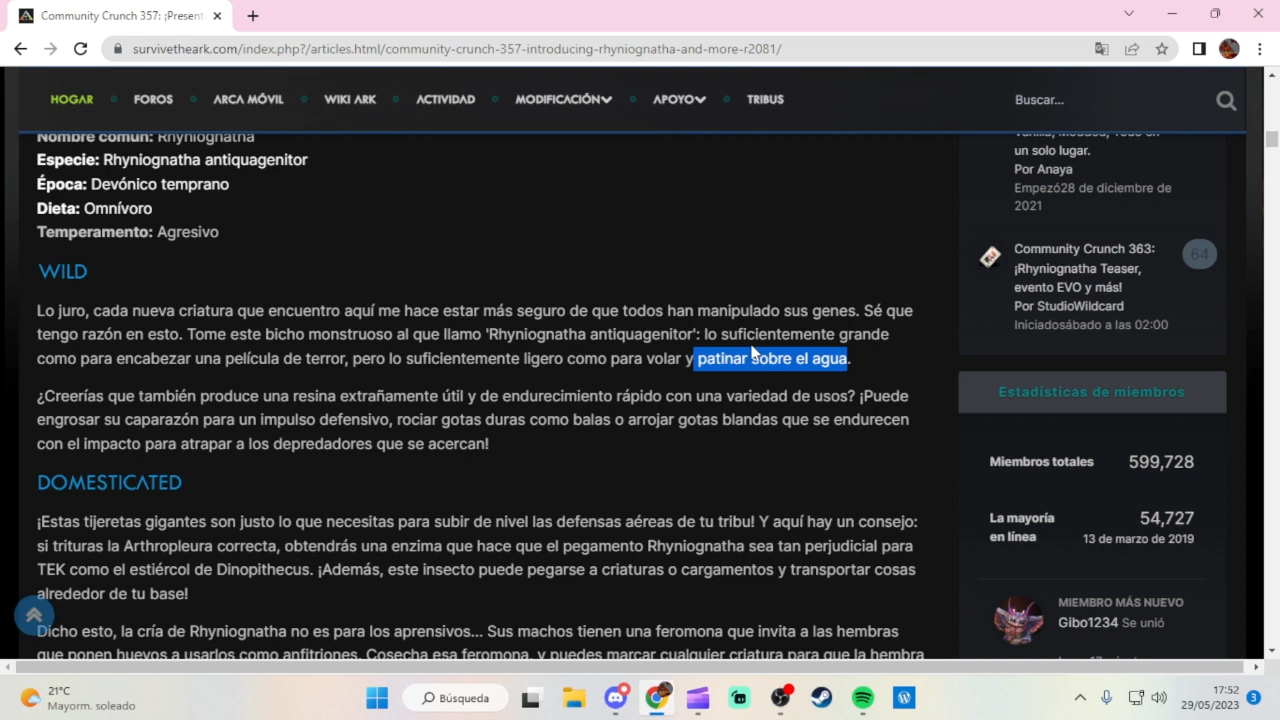 Community Crunch 357: ¡Present
survivetheark.com/index.php?/articles.html/community-crunch-357-introducing-rhyniognatha-and-more-r2081/
HOGAR FOROS ARCA MÓVIL WIKI ARK ACTIVIDAD MODIFICACIÓN APOYO TRIBUS Buscar...
Nombre común: Rhyniognatha
Especie: Rhyniognatha antiquagenitor
Época: Devónico temprano
Dieta: Omnívoro
Temperamento: Agresivo
WILD
Lo juro, cada nueva criatura que encuentro aquí me hace estar más seguro de que todos han manipulado sus genes. Sé que
tengo razón en esto. Tome este bicho monstruoso al que llamo 'Rhyniognatha antiquagenitor': lo suficientemente grande
como para encabezar una película de terror, pero lo suficientemente ligero como para volar y patinar sobre el agua.
¿Creerías que también produce una resina extrañamente útil y de endurecimiento rápido con una variedad de usos? ¡Puede
engrosar su caparazón para un impulso defensivo, rociar gotas duras como balas o arrojar gotas blandas que se endurecen
con el impacto para atrapar a los depredadores que se acercan!
DOMESTICATED
¡Estas tijeretas gigantes son justo lo que necesitas para subir de nivel las defensas aéreas de tu tribu! Y aquí hay un consejo:
si trituras la Arthropleura correcta, obtendrás una enzima que hace que el pegamento Rhyniognatha sea tan perjudicial para
TEK como el estiércol de Dinopithecus. ¡Además, este insecto puede pegarse a criaturas o cargamentos y transportar cosas
alrededor de tu base!
Dicho esto, la cría de Rhyniognatha no es para los aprensivos... Sus machos tienen una feromona que invita a las hembras
que ponen huevos a usarlos como anfitriones. Cosecha esa feromona, y puedes marcar cualquier criatura para que la hembra
Vanilla, Modded, Todo en
un solo lugar.
Por Anaya
Empezó28 de diciembre de
2021
Community Crunch 363:
¡Rhyniognatha Teaser,
evento EVO y más!
Por StudioWildcard
Iniciadosábado a las 02:00
64
Estadísticas de miembros
Miembros totales 599,728
La mayoría
en línea
54,727
13 de marzo de 2019
MIEMBRO MÁS NUEVO
Gibo1234 Se unió
21°C
Mayorm. soleado
Búsqueda
17:52
29/05/2023
3